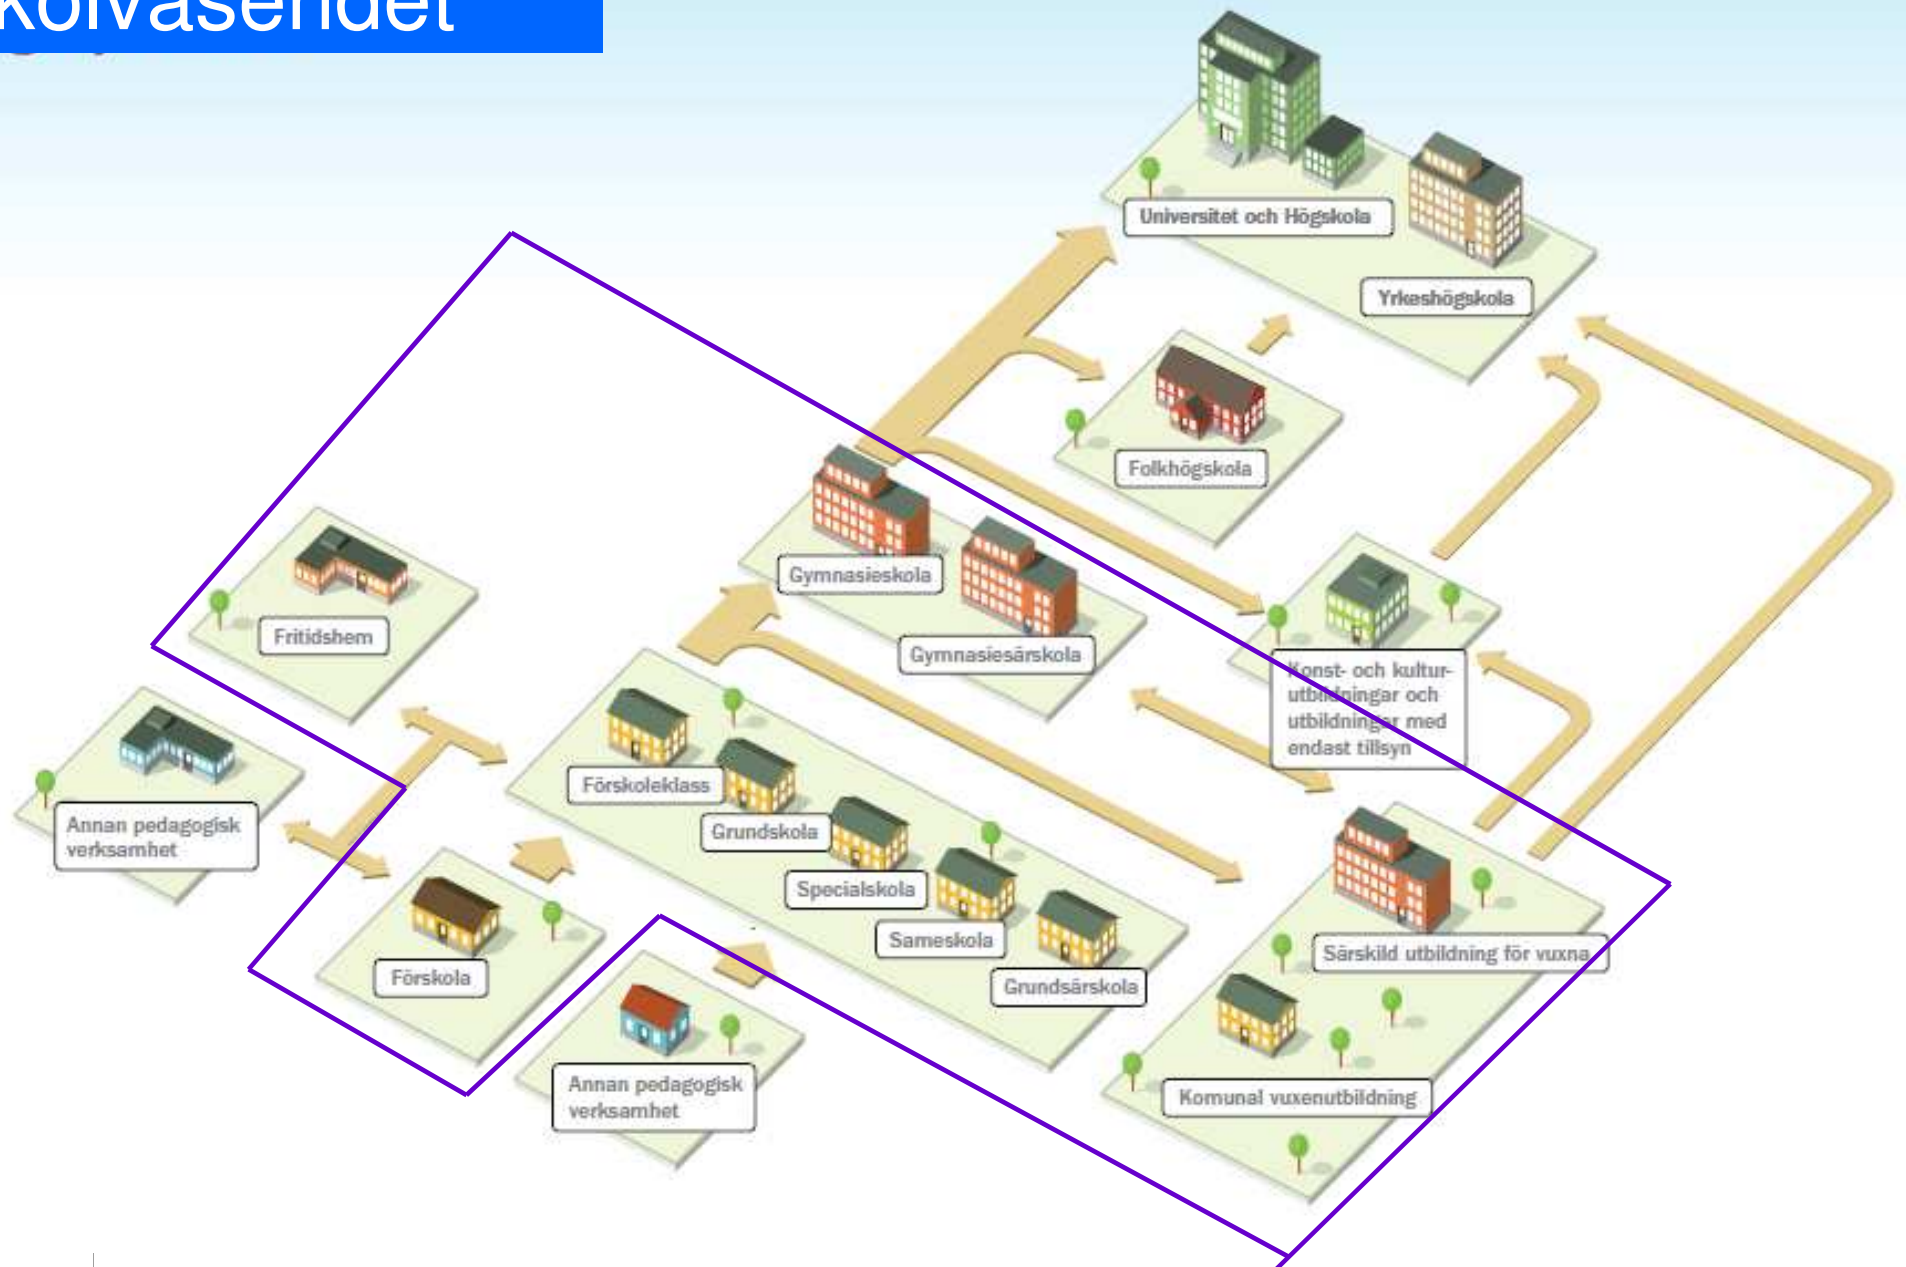 kolväsendet
Universitet och Högskola
Yrkeshögskola
Folkhögskola
Gymnasieskola
Gymnasiesärskola
Fritidshem
Konst- och kultur-
utbildningar och
utbildningar med
endast tillsyn
Förskoleklass
Grundskola
Specialskola
Sameskola
Grundsärskola
Annan pedagogisk
verksamhet
Särskild utbildning för vuxna
Förskola
Annan pedagogisk
verksamhet
Komunal vuxenutbildning